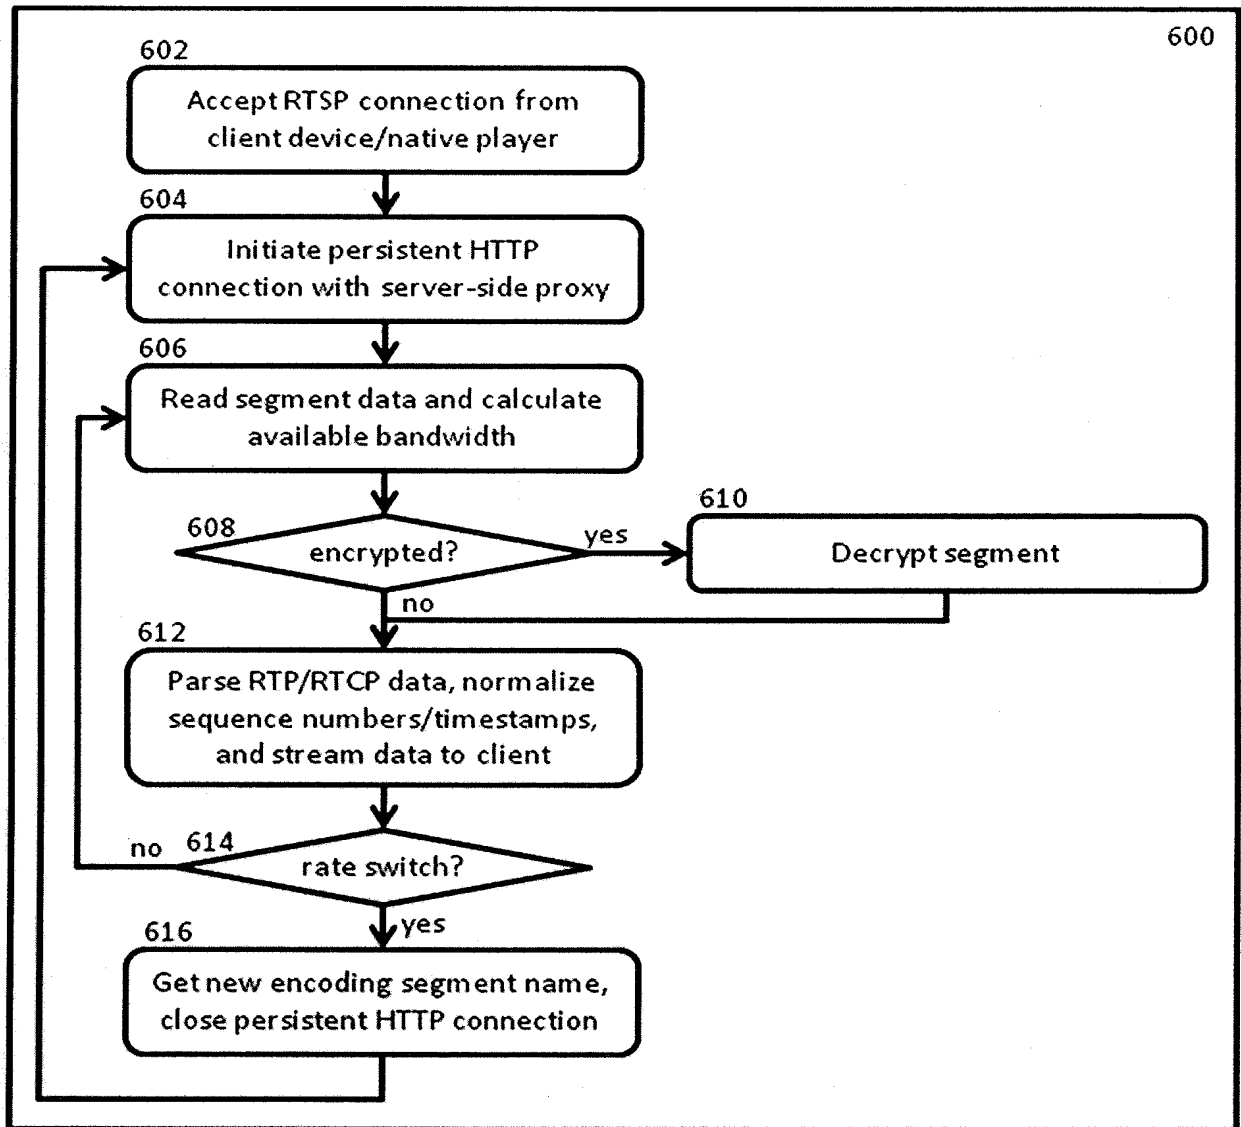 600
602
Accept RTSP connection from
client device/native player
604
Initiate persistent HTTP
connection with server-side proxy
606
Read segment data and calculate
available bandwidth
608
encrypted?
yes
610
Decrypt segment
no
612
Parse RTP/RTCP data, normalize
sequence numbers/timestamps,
and stream data to client
no
614
rate switch?
yes
616
Get new encoding segment name,
close persistent HTTP connection